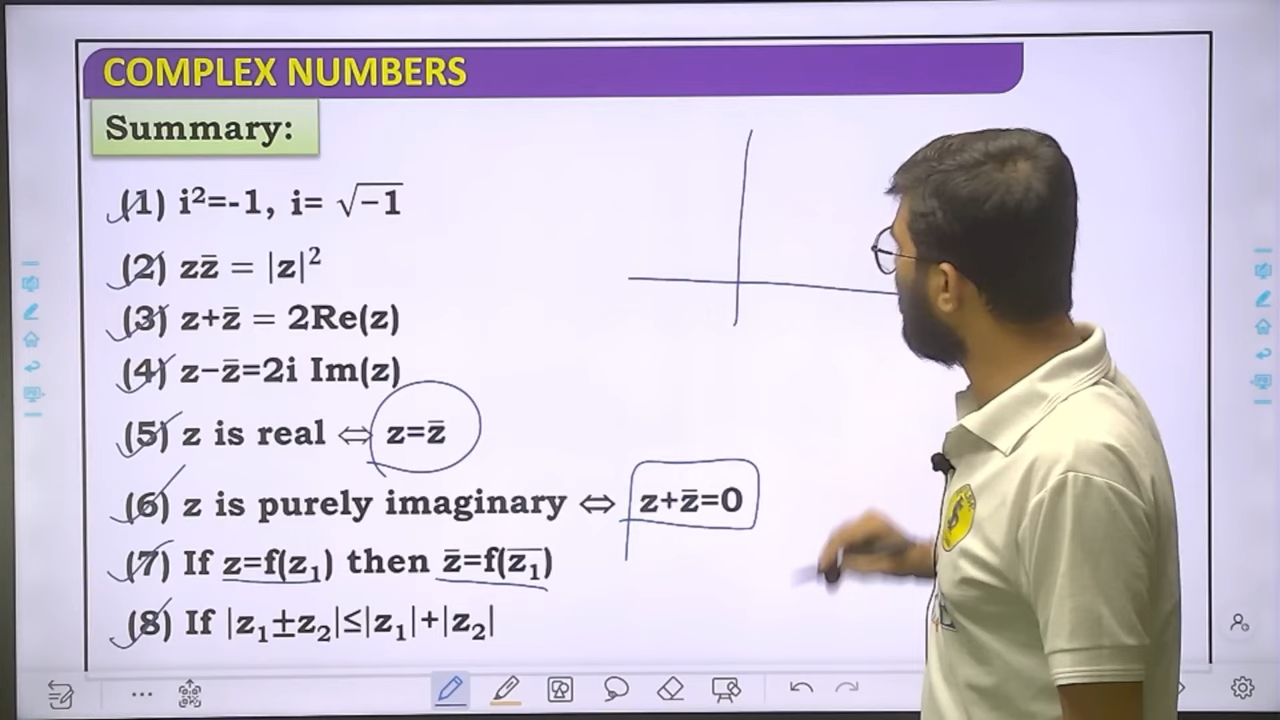 COMPLEX NUMBERS
Summary:
(1) i²=-1, i= √−1
(2) zz̄ = |z|²
(3) z+z̄ = 2Re(z)
(4) z−z̄=2i Im(z)
(5) z is real ⇔ z=z̄
(6) z is purely imaginary ⇔ z+z̄=0
(7) If z=f(z₁) then z̄=f(z̄₁)
(8) If |z₁±z₂|≤|z₁|+|z₂|